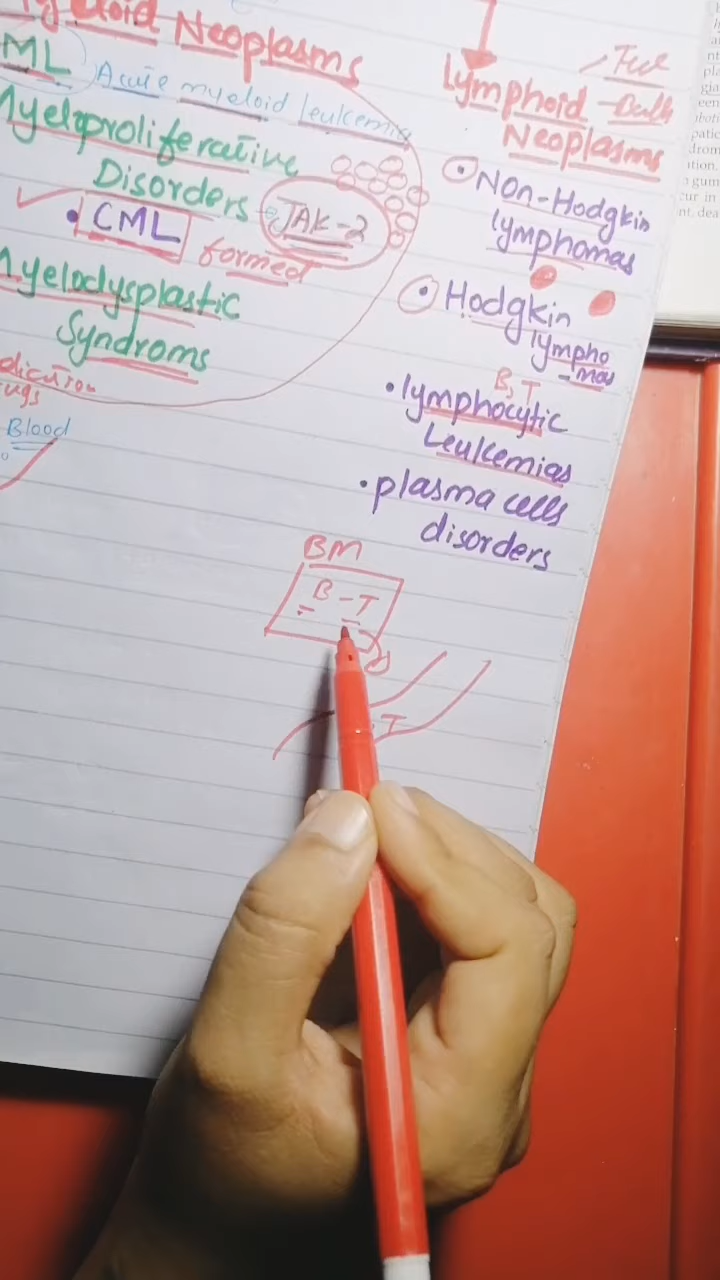 Myeloid Neoplasms
ML
Acute myeloid leukemia
Myeloproliferative
Disorders
JAK-2
• CML
formed
Myelodysplastic
Syndroms
Blood
Lymphoid
Neoplasms
• Non-Hodgkin
lymphomas
• Hodgkin
lympho
-mas
B, T
• lymphocytic
Leukemias
• plasma cells
disorders
BM
B - T
T